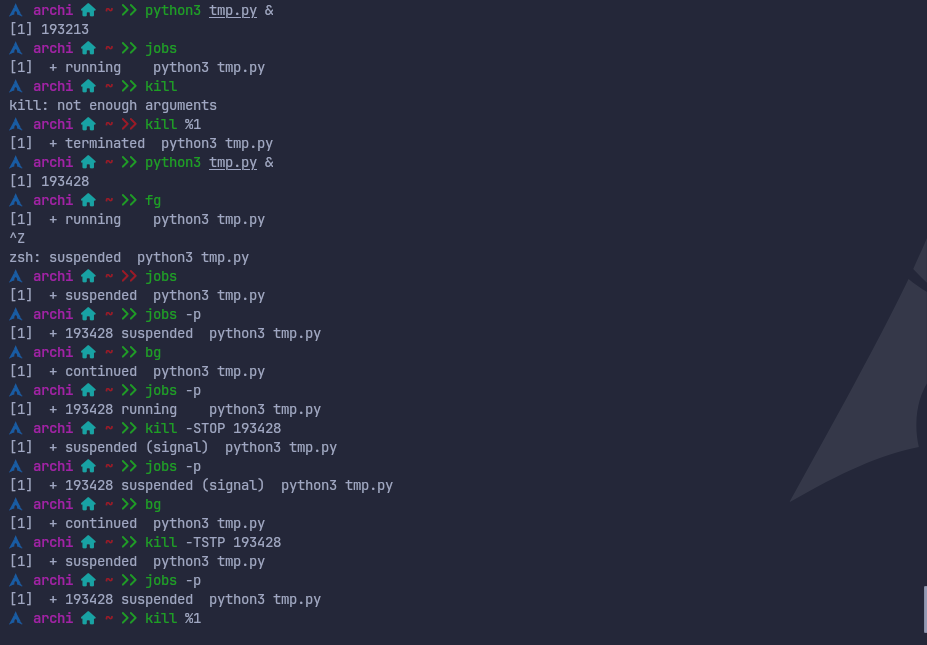 archi ~ >> python3 tmp.py &
[1] 193213
archi ~ >> jobs
[1]  + running    python3 tmp.py
archi ~ >> kill
kill: not enough arguments
archi ~ >> kill %1
[1]  + terminated  python3 tmp.py
archi ~ >> python3 tmp.py &
[1] 193428
archi ~ >> fg
[1]  + running    python3 tmp.py
^Z
zsh: suspended  python3 tmp.py
archi ~ >> jobs
[1]  + suspended  python3 tmp.py
archi ~ >> jobs -p
[1]  + 193428 suspended  python3 tmp.py
archi ~ >> bg
[1]  + continued  python3 tmp.py
archi ~ >> jobs -p
[1]  + 193428 running    python3 tmp.py
archi ~ >> kill -STOP 193428
[1]  + suspended (signal)  python3 tmp.py
archi ~ >> jobs -p
[1]  + 193428 suspended (signal)  python3 tmp.py
archi ~ >> bg
[1]  + continued  python3 tmp.py
archi ~ >> kill -TSTP 193428
[1]  + suspended  python3 tmp.py
archi ~ >> jobs -p
[1]  + 193428 suspended  python3 tmp.py
archi ~ >> kill %1